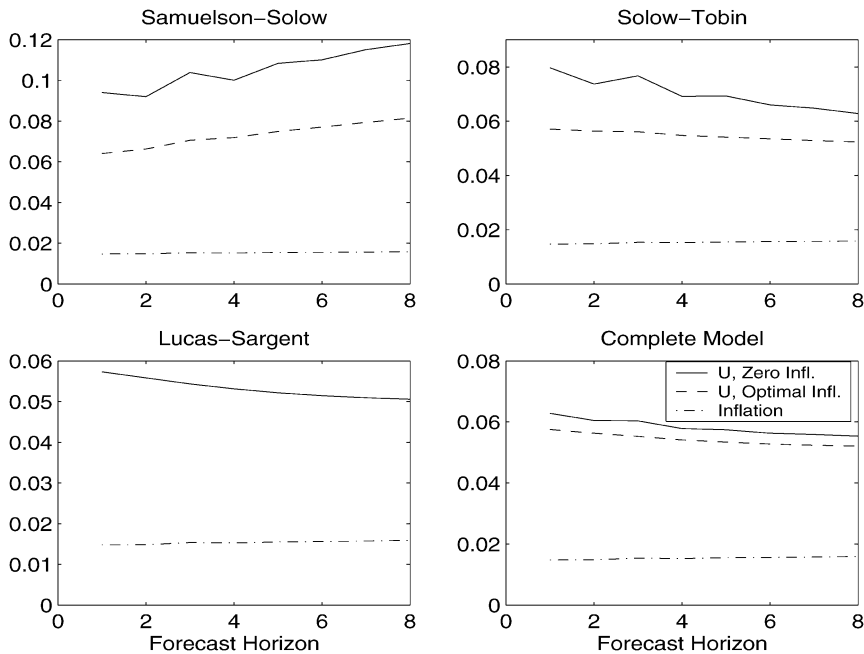 Samuelson−Solow
0.12
0.1
0.08
0.06
0.04
0.02
0
0 2 4 6 8
Solow−Tobin
0.08
0.06
0.04
0.02
0
0 2 4 6 8
Lucas−Sargent
0.06
0.05
0.04
0.03
0.02
0.01
0
0 2 4 6 8
Forecast Horizon
Complete Model
0.08
0.06
0.04
0.02
0
0 2 4 6 8
Forecast Horizon
U, Zero Infl.
U, Optimal Infl.
Inflation